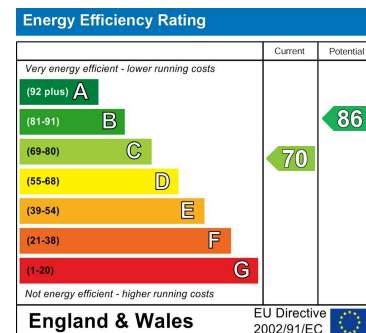 Energy Efficiency Rating
Current Potential
Very energy efficient - lower running costs
(92 plus) A
(81-91) B
86
(69-80) C
70
(55-68) D
(39-54) E
(21-38) F
(1-20) G
Not energy efficient - higher running costs
England & Wales
EU Directive
2002/91/EC